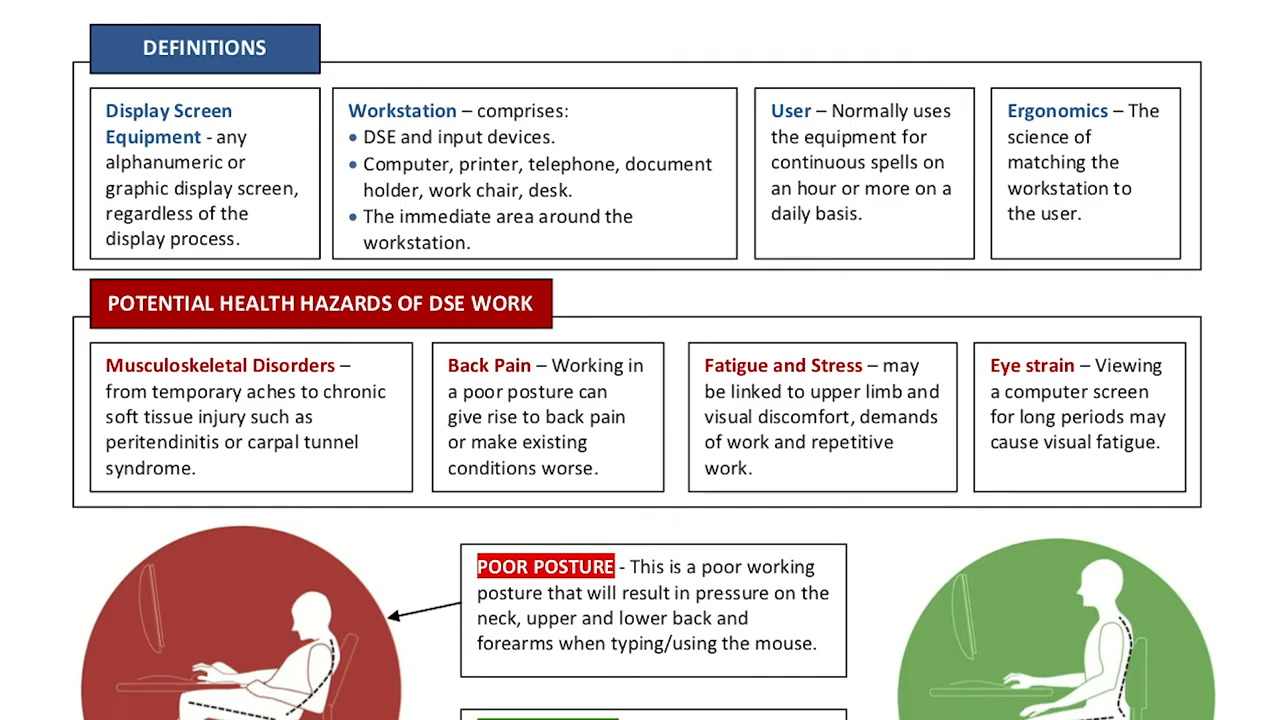 DEFINITIONS
Display Screen
Equipment - any
alphanumeric or
graphic display screen,
regardless of the
display process.
Workstation – comprises:
• DSE and input devices.
• Computer, printer, telephone, document
holder, work chair, desk.
• The immediate area around the
workstation.
User – Normally uses
the equipment for
continuous spells on
an hour or more on a
daily basis.
Ergonomics – The
science of
matching the
workstation to
the user.
POTENTIAL HEALTH HAZARDS OF DSE WORK
Musculoskeletal Disorders –
from temporary aches to chronic
soft tissue injury such as
peritendinitis or carpal tunnel
syndrome.
Back Pain – Working in
a poor posture can
give rise to back pain
or make existing
conditions worse.
Fatigue and Stress – may
be linked to upper limb and
visual discomfort, demands
of work and repetitive
work.
Eye strain – Viewing
a computer screen
for long periods may
cause visual fatigue.
POOR POSTURE - This is a poor working
posture that will result in pressure on the
neck, upper and lower back and
forearms when typing/using the mouse.